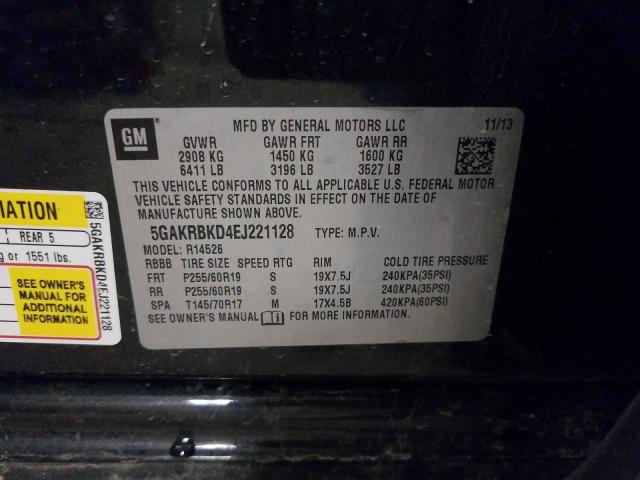 GM
MFD BY GENERAL MOTORS LLC 11/13
GVWR GAWR FRT GAWR RR
2908 KG 1450 KG 1600 KG
6411 LB 3196 LB 3527 LB
THIS VEHICLE CONFORMS TO ALL APPLICABLE U.S. FEDERAL MOTOR
VEHICLE SAFETY STANDARDS IN EFFECT ON THE DATE OF
MANUFACTURE SHOWN ABOVE.
5GAKRBKD4EJ221128 TYPE: M.P.V.
MODEL: R14526
RBBB TIRE SIZE SPEED RTG RIM COLD TIRE PRESSURE
FRT P255/60R19 S 19X7.5J 240KPA(35PSI)
RR P255/60R19 S 19X7.5J 240KPA(35PSI)
SPA T145/70R17 M 17X4.5B 420KPA(60PSI)
SEE OWNER'S MANUAL FOR MORE INFORMATION.
MATION
REAR 5
g or 1551 lbs.
SEE OWNER'S
MANUAL FOR
ADDITIONAL
INFORMATION
5GAKRBKD4EJ221128